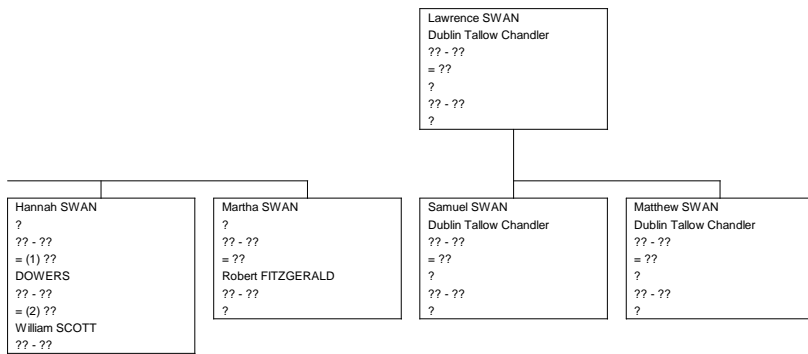 Lawrence SWAN
Dublin Tallow Chandler
?? - ??
= ??
?
?? - ??
?
Hannah SWAN
?
?? - ??
= (1) ??
DOWERS
?? - ??
= (2) ??
William SCOTT
?? - ??
Martha SWAN
?
?? - ??
= ??
Robert FITZGERALD
?? - ??
?
Samuel SWAN
Dublin Tallow Chandler
?? - ??
= ??
?
?? - ??
?
Matthew SWAN
Dublin Tallow Chandler
?? - ??
= ??
?
?? - ??
?